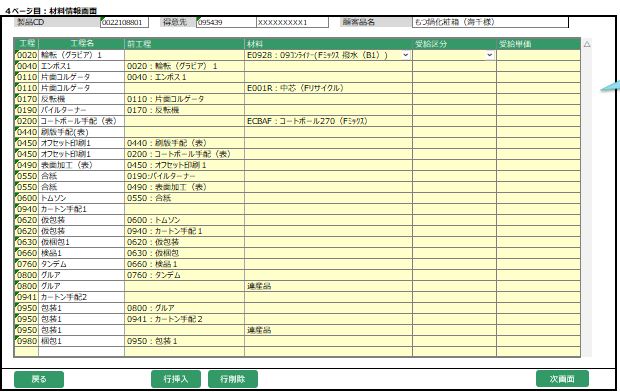 4ページ目：材料情報画面
製品CD 0022108801 得意先 095439 XXXXXXXXX1 顧客品名 もつ鍋化粧箱（海千様）
工程 工程名 前工程 材料 受給区分 受給単価 △
0020 輪転（グラビア）1 E0928：09ｺﾝﾗｲﾅｰ(Fﾐｯｸｽ 撥水（B1）)
0040 エンボス1 0020：輪転（グラビア）1
0110 片面コルゲータ 0040：エンボス1
0110 片面コルゲータ E001R：中芯（Fリサイクル）
0170 反転機 0110：片面コルゲータ
0190 パイルターナー 0170：反転機
0200 コートボール手配（表） ECBAF：コートボール270（Fﾐｯｸｽ）
0440 刷版手配(表)
0450 オフセット印刷1 0440：刷版手配（表）
0450 オフセット印刷1 0200：コートボール手配（表）
0490 表面加工（表） 0450：オフセット印刷1
0550 合紙 0190:パイルターナー
0550 合紙 0490：表面加工（表）
0600 トムソン 0550：合紙
0940 カートン手配1
0620 仮包装 0600：トムソン
0620 仮包装 0940：カートン手配1
0630 仮梱包1 0620：仮包装
0660 検品1 0630：仮梱包
0760 タンデム 0660：検品1
0800 グルア 0760：タンデム
0800 グルア 連産品
0941 カートン手配2
0950 包装1 0800：グルア
0950 包装1 0941：カートン手配2
0950 包装1 連産品
0980 梱包1 0950：包装1
戻る 行挿入 行削除 次画面